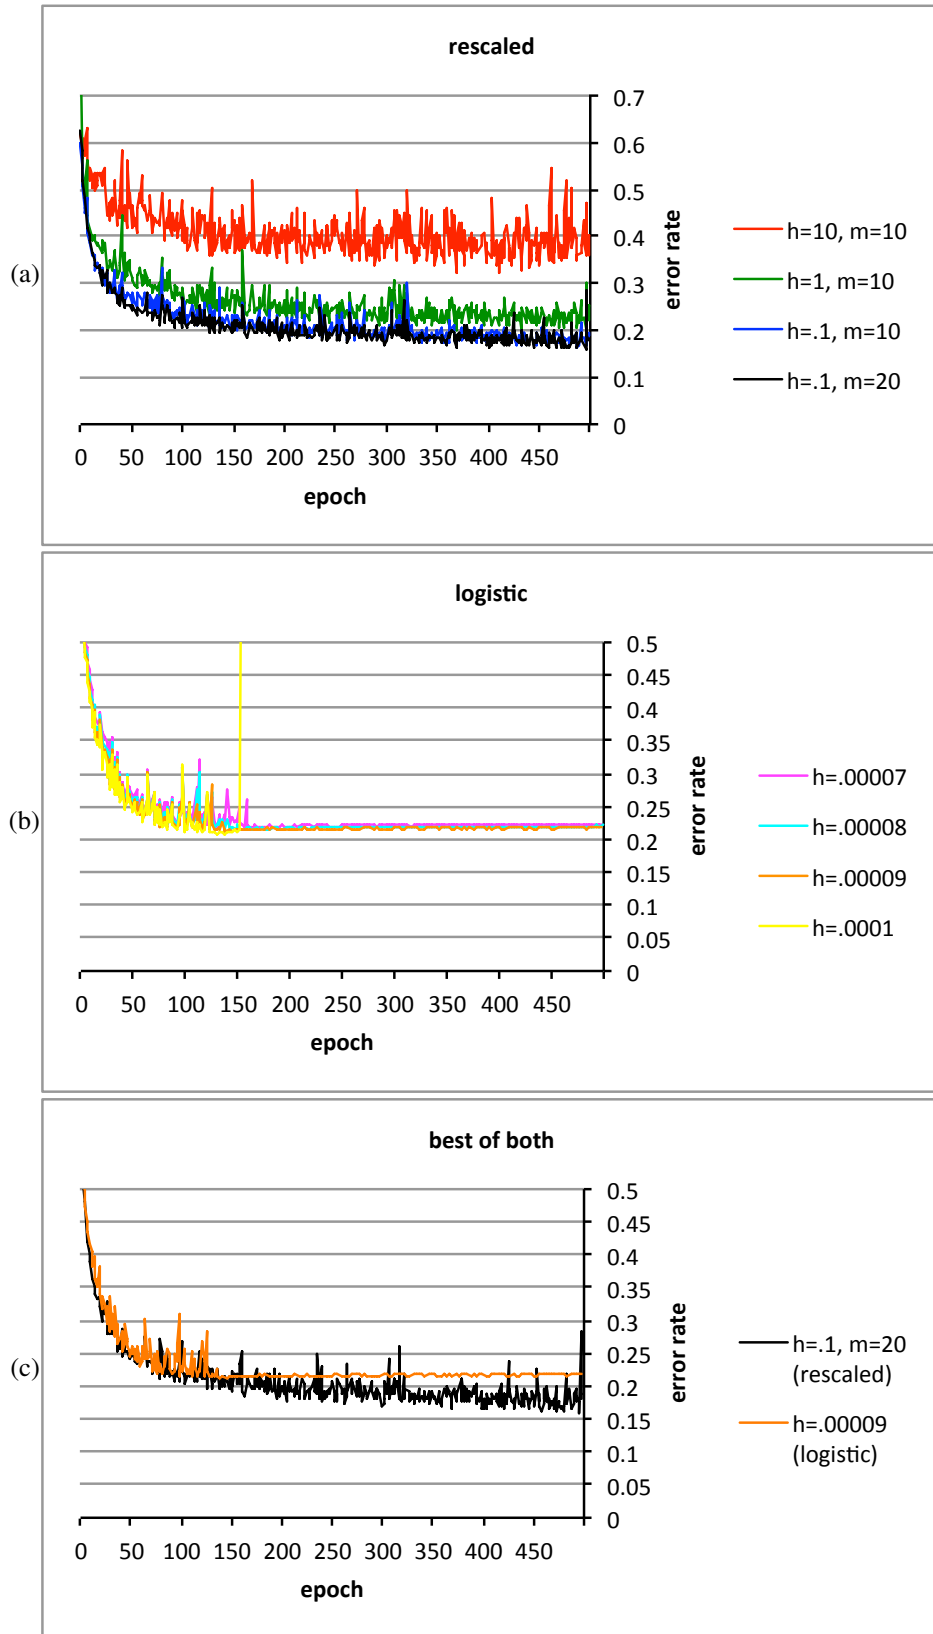 (a)
rescaled
0.7
0.6
0.5
0.4
0.3
0.2
0.1
0
error rate
0 50 100 150 200 250 300 350 400 450
epoch
h=10, m=10
h=1, m=10
h=.1, m=10
h=.1, m=20
(b)
logistic
0.5
0.45
0.4
0.35
0.3
0.25
0.2
0.15
0.1
0.05
0
error rate
0 50 100 150 200 250 300 350 400 450
epoch
h=.00007
h=.00008
h=.00009
h=.0001
(c)
best of both
0.5
0.45
0.4
0.35
0.3
0.25
0.2
0.15
0.1
0.05
0
error rate
0 50 100 150 200 250 300 350 400 450
epoch
h=.1, m=20
(rescaled)
h=.00009
(logistic)